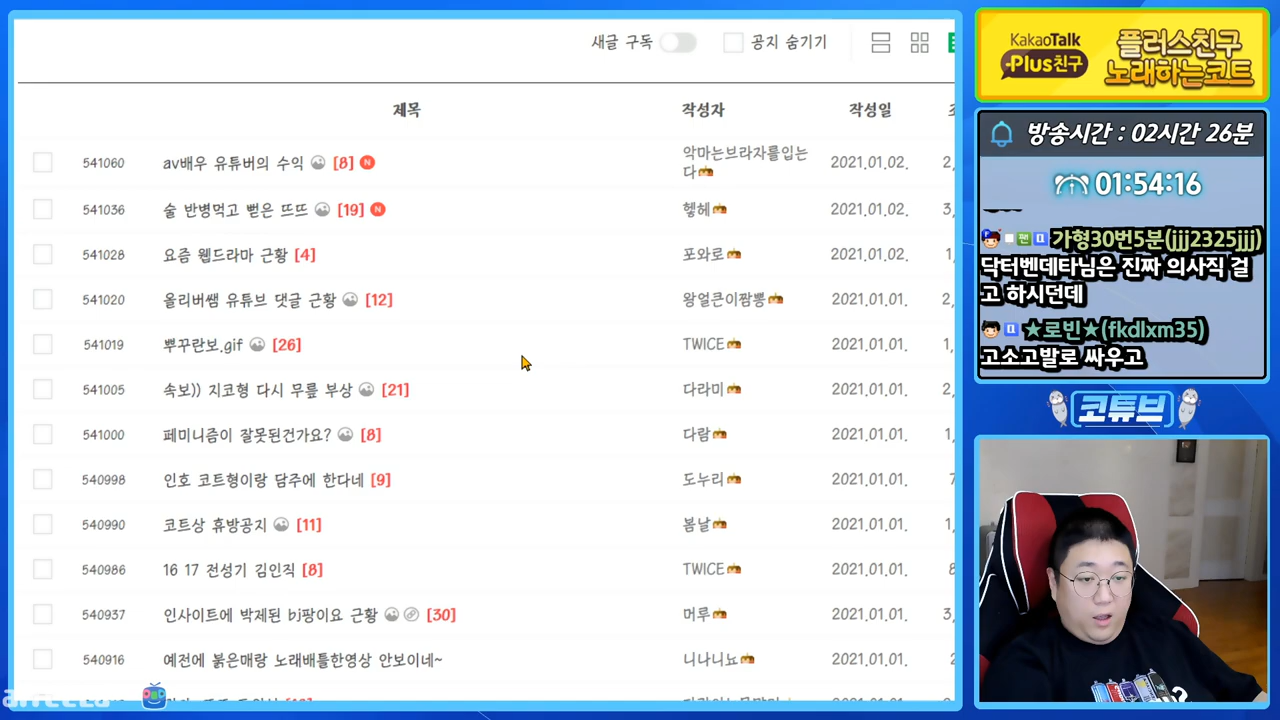 새글 구독 공지 숨기기
제목 작성자 작성일
541060 av배우 유튜버의 수익 [8] N 악마는브라자를입는다 2021.01.02. 2,
541036 술 반병먹고 뻗은 뜨뜨 [19] N 헿헤 2021.01.02. 3,
541028 요즘 웹드라마 근황 [4] 포와로 2021.01.02. 1,
541020 올리버쌤 유튜브 댓글 근황 [12] 왕얼큰이짬뽕 2021.01.02. 2,
541019 뿌꾸란보.gif [26] TWICE 2021.01.01. 1,
541005 속보)) 지코형 다시 무릎 부상 [21] 다라미 2021.01.01. 2,
541000 페미니즘이 잘못된건가요? [8] 다람 2021.01.01. 1,
540998 인호 코트형이랑 담주에 한다네 [9] 도누리 2021.01.01. 7
540990 코트상 휴방공지 [11] 봄날 2021.01.01. 1,
540986 16 17 전성기 김인직 [8] TWICE 2021.01.01. 8
540937 인사이트에 박제된 bj팡이요 근황 [30] 머루 2021.01.01. 3,
540916 예전에 붉은매랑 노래배틀한영상 안보이네~ 니나니뇨 2021.01.01. 2
KakaoTalk
Plus친구
플러스친구
노래하는코트
방송시간 : 02시간 26분
01:54:16
팬 가형30번5분(jjj2325jjj)
닥터벤데타님은 진짜 의사직 걸
고 하시던데
★로빈★(fkdlxm35)
고소고발로 싸우고
코튜브